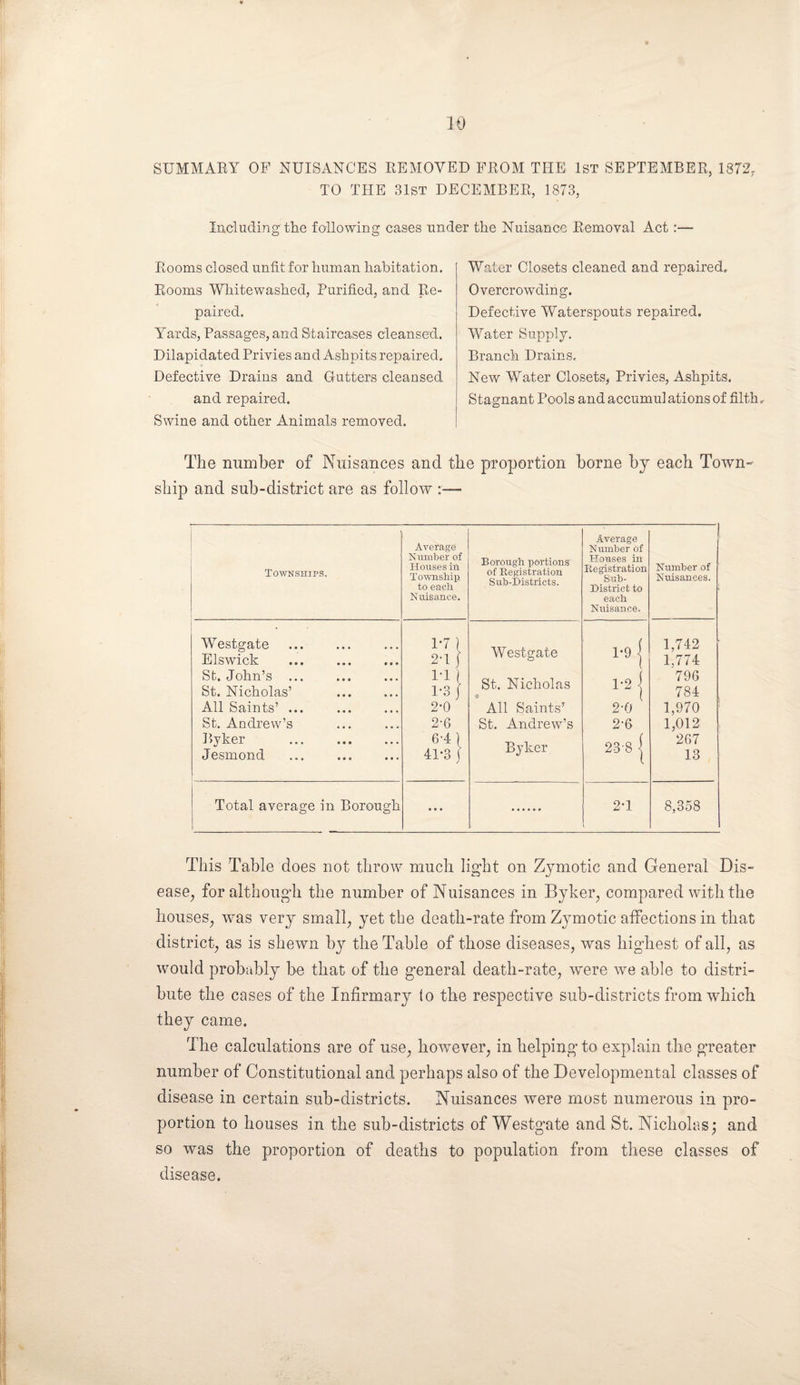 10
SUMMARY OF NUISANCES REMOVED FROM THE 1ST SEPTEMBER, 1872,
TO THE 31ST DECEMBER, 1873,
Including the following cases under the Nuisance Removal Act :—
Rooms closed unfit for human habitation.
Rooms Whitewashed, Purified, and Re-
paired.
Yards, Passages, and Staircases cleansed.
Dilapidated Privies and Ashpits repaired.
Defective Drains and Gutters cleansed
and repaired.
Swine and other Animals removed.
Water Closets cleaned and repaired.
Overcrowding.
Defective Waterspouts repaired.
Water Supply.
Branch Drains.
New Water Closets, Privies, Ashpits.
Stagnant Pools and accumulations of filth.
The number of Nuisances and the proportion borne by each Town-
ship and sub-district are as follow :—
TOWNSHIPS. | Average Number of Houses in Township to each Nuisance. | Borough portions of Registration Sub-Districts. | Average Number of Houses in Registration Sub-District to each Nuisance. | Number of Nuisances.
Westgate ... ... ... 1·7 } Westgate 1·9 { 1,742
Elswick ... ... ... 2·1 } 1,774
St. John's ... ... ... 1·1 } St. Nicholas 1·2 { 796
St. Nicholas' ... ... 1·3 } 784
All Saints' ... ... ... 2·0 All Saints' 2·0 1,970
St. Andrew's ... ... 2·6 St. Andrew's 2·6 1,012
Byker ... ... ... 6·4 } Byker 23·8 { 267
Jesmond ... ... ... 41·3 } 13
Total average in Borough ... ...... 2·1 8,358
This Table does not throw much light on Zymotic and General Dis-
ease, for although the number of Nuisances in Byker, compared with the
houses, was very small, yet the death-rate from Zymotic affections in that
district, as is shewn by the Table of those diseases, was highest of all, as
would probably be that of the general death-rate, were we able to distri-
bute the cases of the Infirmary to the respective sub-districts from which
they came.
The calculations are of use, however, in helping to explain the greater
number of Constitutional and perhaps also of the Developmental classes of
disease in certain sub-districts. Nuisances were most numerous in pro-
portion to houses in the sub-districts of Westgate and St. Nicholas; and
so was the proportion of deaths to population from these classes of
disease.